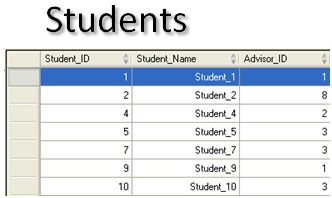 Students
Student_ID Student_Name Advisor_ID
1 Student_1 1
2 Student_2 8
4 Student_4 2
5 Student_5 3
7 Student_7 3
9 Student_9 1
10 Student_10 3